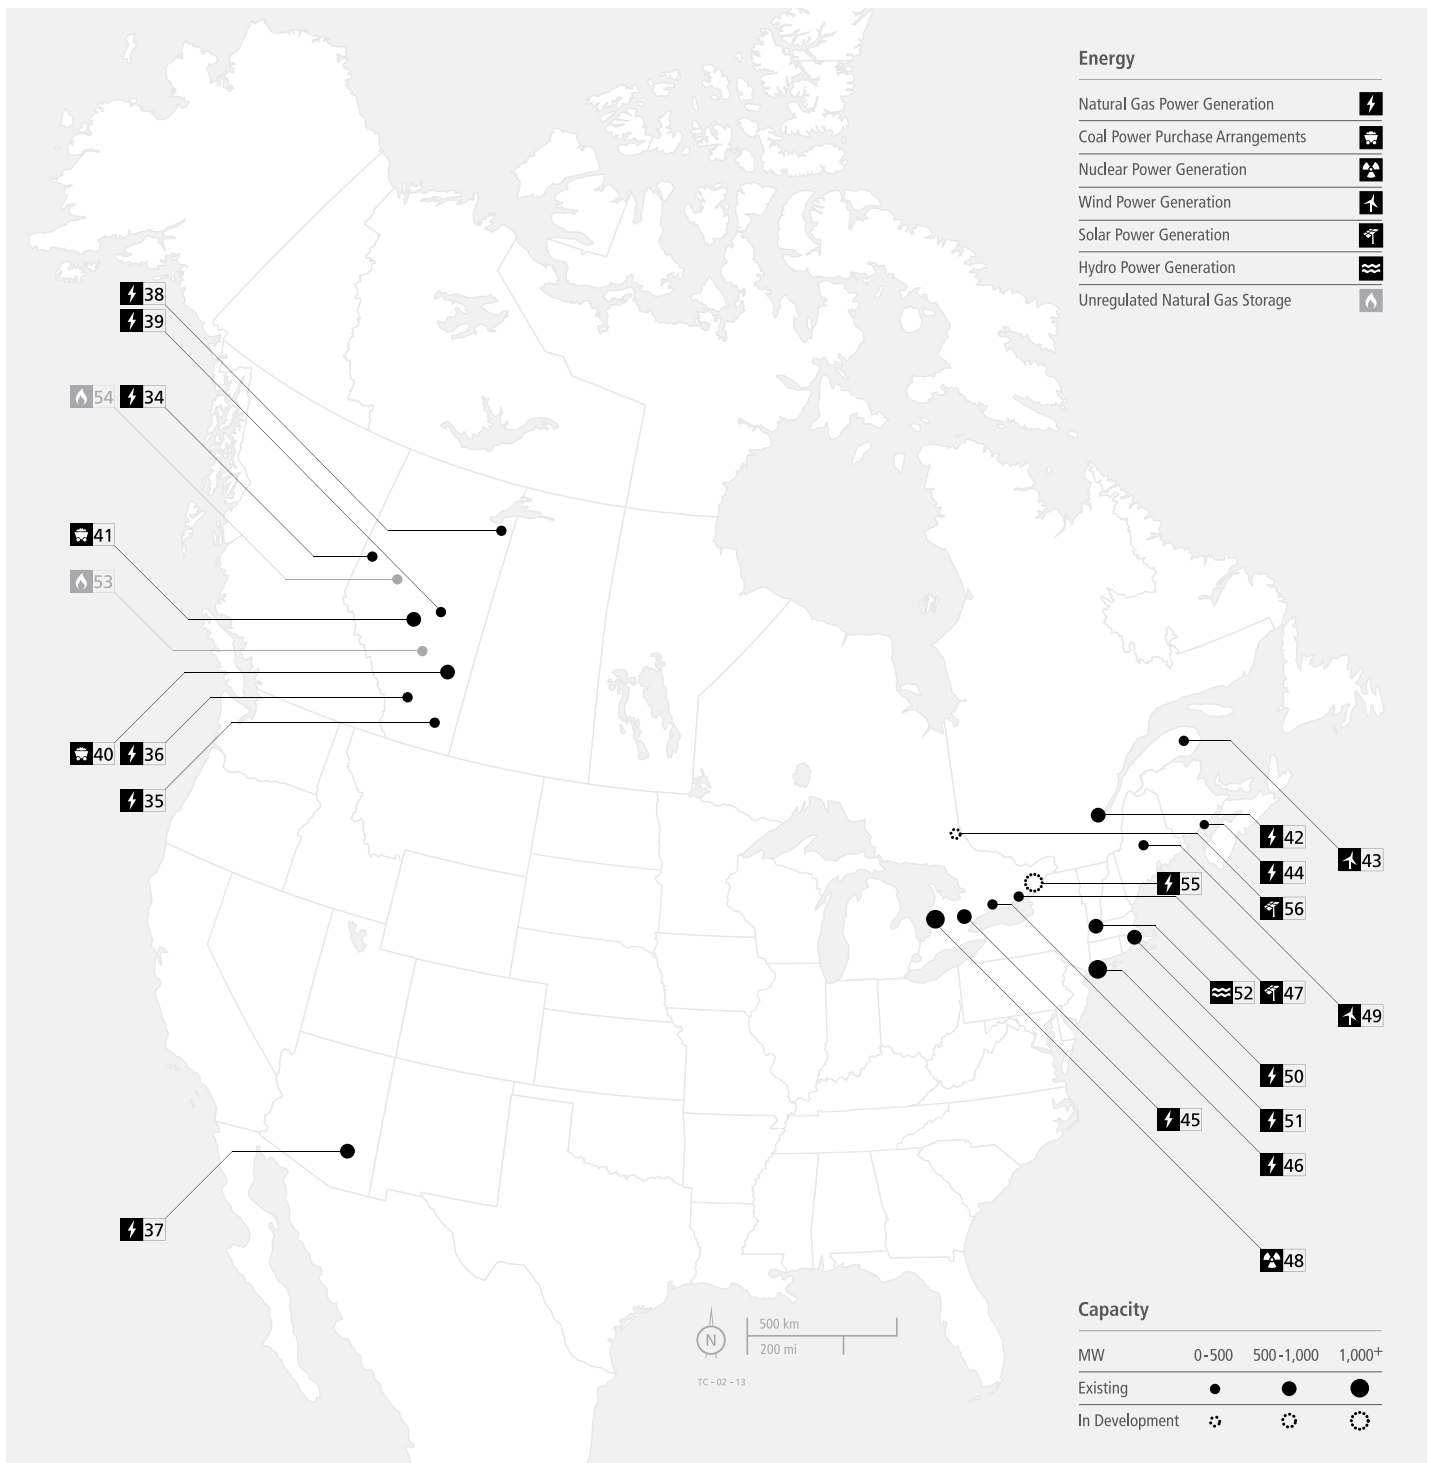 Energy
Natural Gas Power Generation
Coal Power Purchase Arrangements
Nuclear Power Generation
Wind Power Generation
Solar Power Generation
Hydro Power Generation
Unregulated Natural Gas Storage
38
39
54 34
41
53
40 36
35
37
42
43
44
55
56
52 47
49
50
45 51
46
48
N
500 km
200 mi
TC - 02 - 13
Capacity
MW 0-500 500-1,000 1,000+
Existing
In Development